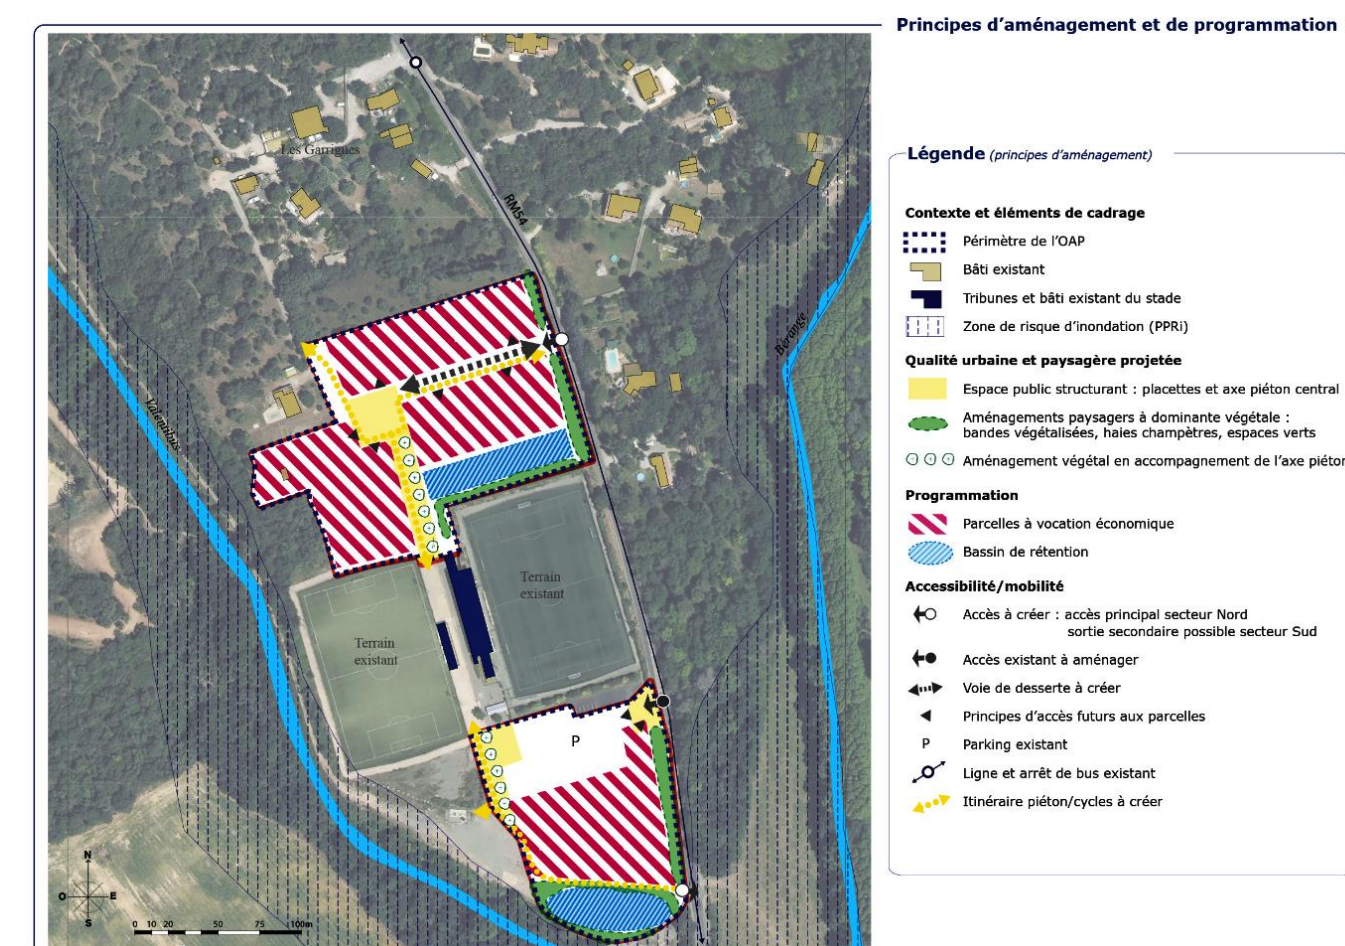 Principes d'aménagement et de programmation
Les Garrigues
RM54
Bérange
Valentibus
Terrain
existant
Terrain
existant
P
N
O E
S
0 10 20 50 75 100m
Légende (principes d'aménagement)
Contexte et éléments de cadrage
Périmètre de l'OAP
Bâti existant
Tribunes et bâti existant du stade
Zone de risque d'inondation (PPRi)
Qualité urbaine et paysagère projetée
Espace public structurant : placettes et axe piéton central
Aménagements paysagers à dominante végétale :
bandes végétalisées, haies champètres, espaces verts
Aménagement végétal en accompagnement de l'axe piéton
Programmation
Parcelles à vocation économique
Bassin de rétention
Accessibilité/mobilité
Accès à créer : accès principal secteur Nord
sortie secondaire possible secteur Sud
Accès existant à aménager
Voie de desserte à créer
Principes d'accès futurs aux parcelles
P Parking existant
Ligne et arrêt de bus existant
Itinéraire piéton/cycles à créer